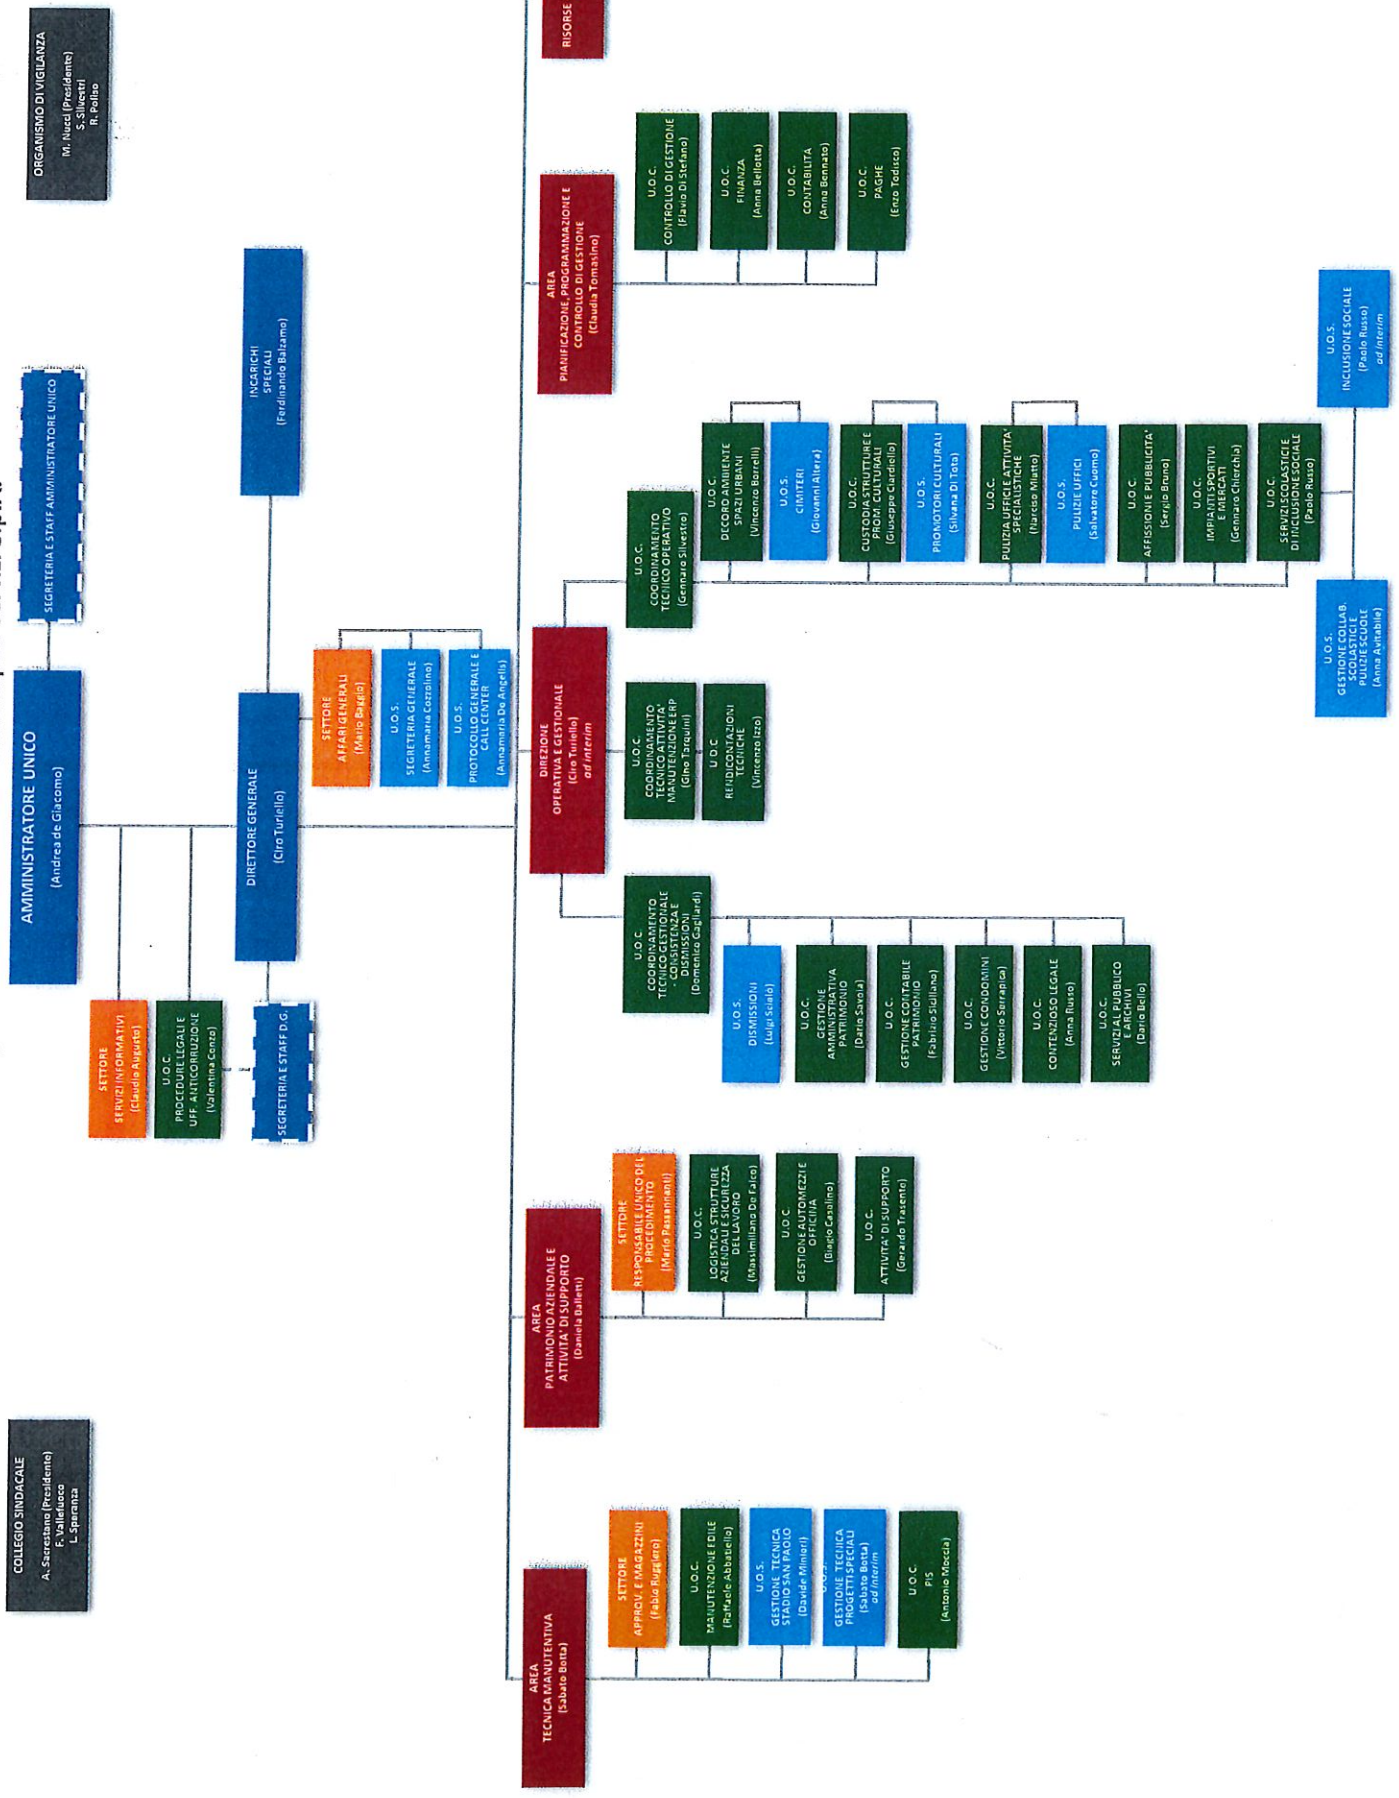 COLLEGIO SINDACALE
A. Sacrestano (Presidente)
F. Vallefuoco
L. Speranza
AMMINISTRATORE UNICO
(Andrea de Giacomo)
SEGRETERIA E STAFF AMMINISTRATORE UNICO
ORGANISMO DI VIGILANZA
M. Nucci (Presidente)
S. Silvestri
R. Poliso
SETTORE
SERVIZI INFORMATIVI
(Claudio Augusto)
U.O.C.
PROCEDURE LEGALI E
UFF. ANTICORRUZIONE
(Valentina Conzo)
SEGRETERIA E STAFF D.G.
DIRETTORE GENERALE
(Ciro Turiello)
INCARICHI
SPECIALI
(Ferdinando Balzamo)
SETTORE
AFFARI GENERALI
(Mario Baggio)
U.O.S.
SEGRETERIA GENERALE
(Annamaria Cozzolino)
U.O.S.
PROTOCOLLO GENERALE E
CALL CENTER
(Annamaria De Angelis)
AREA
TECNICA MANUTENTIVA
(Sabato Botta)
SETTORE
APPROV. E MAGAZZINI
(Fabio Ruggiero)
U.O.C.
MANUTENZIONE EDILE
(Raffaele Abbatiello)
U.O.S.
GESTIONE TECNICA
STADIO SAN PAOLO
(Davide Miniori)
U.O.S.
GESTIONE TECNICA
PROGETTI SPECIALI
(Sabato Botta)
ad interim
U.O.C.
PIS
(Antonio Moccia)
AREA
PATRIMONIO AZIENDALE E
ATTIVITA' DI SUPPORTO
(Daniela Balletti)
SETTORE
RESPONSABILE UNICO DEL
PROCEDIMENTO
(Mario Passannanti)
U.O.C.
LOGISTICA STRUTTURE
AZIENDALI E SICUREZZA
DEL LAVORO
(Massimiliano De Falco)
U.O.C.
GESTIONE AUTOMEZZI E
OFFICINA
(Biagio Casolino)
U.O.C.
ATTIVITA' DI SUPPORTO
(Gerardo Trasente)
DIREZIONE
OPERATIVA E GESTIONALE
(Ciro Turiello)
ad interim
U.O.C.
COORDINAMENTO
TECNICO-GESTIONALE
- CONSISTENZA E
DISMISSIONI
(Domenico Gagliardi)
U.O.S.
DISMISSIONI
(Luigi Scialò)
U.O.C.
GESTIONE
AMMINISTRATIVA
PATRIMONIO
(Dario Savoia)
U.O.C.
GESTIONE CONTABILE
PATRIMONIO
(Fabrizio Siciliano)
U.O.C.
GESTIONE CONDOMINI
(Vittorio Serrapica)
U.O.C.
CONTENZIOSO LEGALE
(Anna Russo)
U.O.C.
SERVIZI AL PUBBLICO
E ARCHIVI
(Dario Bello)
U.O.C.
COORDINAMENTO
TECNICO ATTIVITA'
MANUTENZIONE ERP
(Gino Tarquini)
U.O.C.
RENDICONTAZIONI
TECNICHE
(Vincenzo Izzo)
U.O.C.
COORDINAMENTO
TECNICO OPERATIVO
(Gennaro Silvestro)
U.O.C.
DECORO AMBIENTE
SPAZI URBANI
(Vincenzo Borrelli)
U.O.S.
CIMITERI
(Giovanni Altera)
U.O.C.
CUSTODIA STRUTTURE E
PROM. CULTURALI
(Giuseppe Ciardiello)
U.O.S.
PROMOTORI CULTURALI
(Silvana Di Tota)
U.O.C.
PULIZIA UFFICI E ATTIVITA'
SPECIALISTICHE
(Narciso Miatto)
U.O.S.
PULIZIE UFFICI
(Salvatore Cuomo)
U.O.C.
AFFISSIONI E PUBBLICITA'
(Sergio Bruno)
U.O.C.
IMPIANTI SPORTIVI
E MERCATI
(Gennaro Chierchia)
U.O.C.
SERVIZI SCOLASTICI E
DI INCLUSIONE SOCIALE
(Paolo Russo)
U.O.S.
GESTIONE COLLAB.
SCOLASTICI E
PULIZIE SCUOLE
(Anna Avitabile)
U.O.S.
INCLUSIONE SOCIALE
(Paolo Russo)
ad interim
AREA
PIANIFICAZIONE, PROGRAMMAZIONE E
CONTROLLO DI GESTIONE
(Claudia Tomasino)
U.O.C.
CONTROLLO DI GESTIONE
(Flavio Di Stefano)
U.O.C.
FINANZA
(Anna Bellotta)
U.O.C.
CONTABILITA
(Anna Bennato)
U.O.C.
PAGHE
(Enzo Todisco)
RISORSE